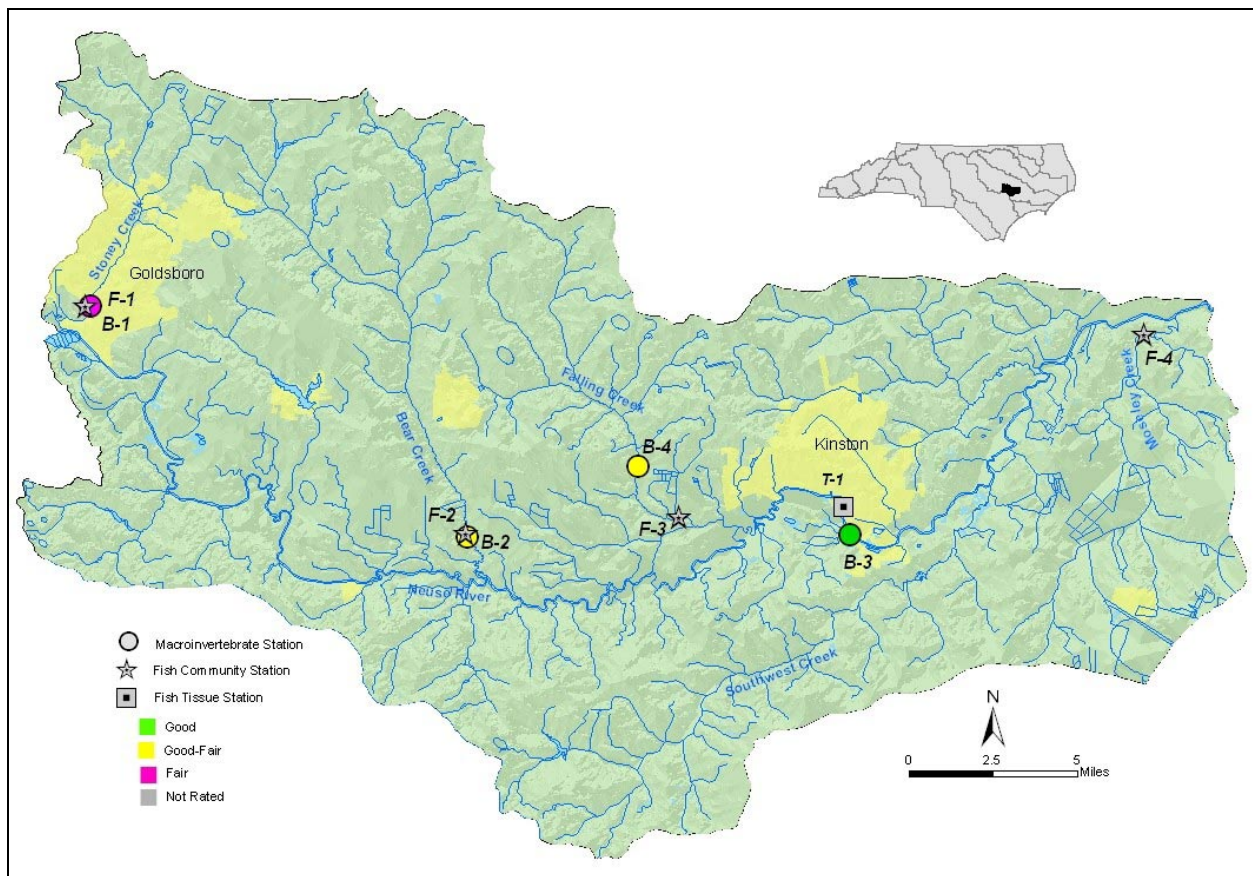 Stoney Creek
Goldsboro
F-1
B-1
Falling Creek
Bear Creek
B-4
Kinston
T-1
F-4
Mosley Creek
F-2
B-2
F-3
B-3
Neuse River
Southwest Creek
Macroinvertebrate Station
Fish Community Station
Fish Tissue Station
Good
Good-Fair
Fair
Not Rated
N
0 2.5 5
Miles